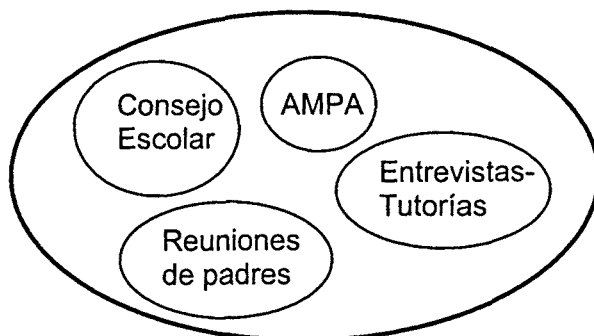 Consejo
Escolar
AMPA
Entrevistas-
Tutorías
Reuniones
de padres